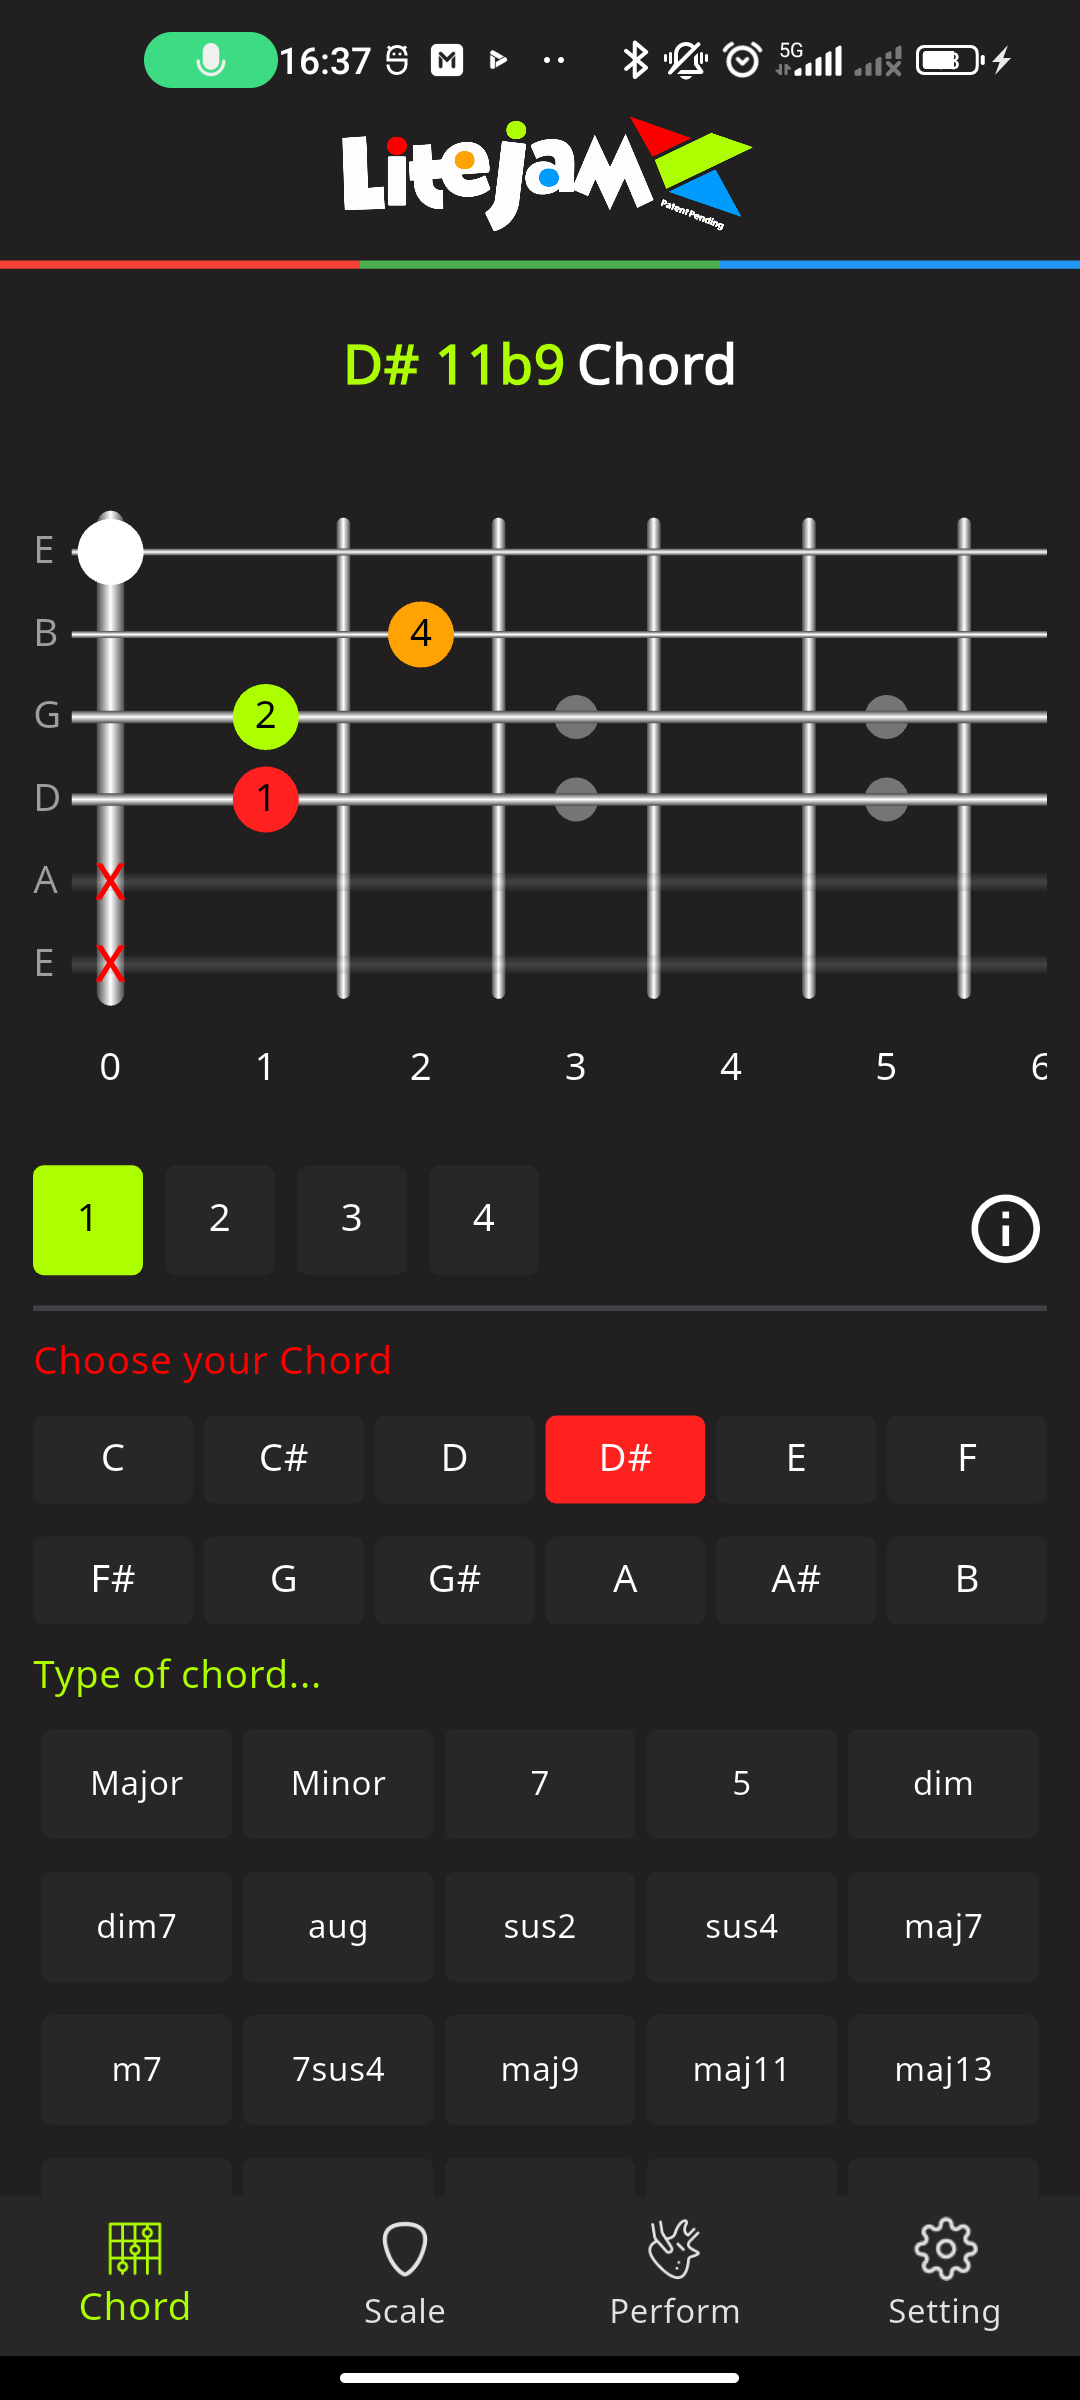 16:37 5G
Litejam
Patent Pending
D# 11b9 Chord
E
B 4
G 2
D 1
A X
E X
0 1 2 3 4 5 6
1 2 3 4
Choose your Chord
C C# D D# E F
F# G G# A A# B
Type of chord...
Major Minor 7 5 dim
dim7 aug sus2 sus4 maj7
m7 7sus4 maj9 maj11 maj13
Chord Scale Perform Setting